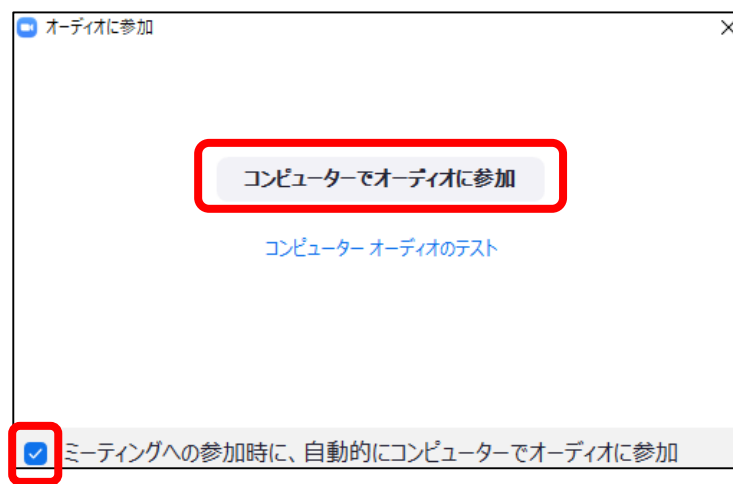 オーディオに参加
コンピューターでオーディオに参加
コンピューター オーディオのテスト
ミーティングへの参加時に、自動的にコンピューターでオーディオに参加